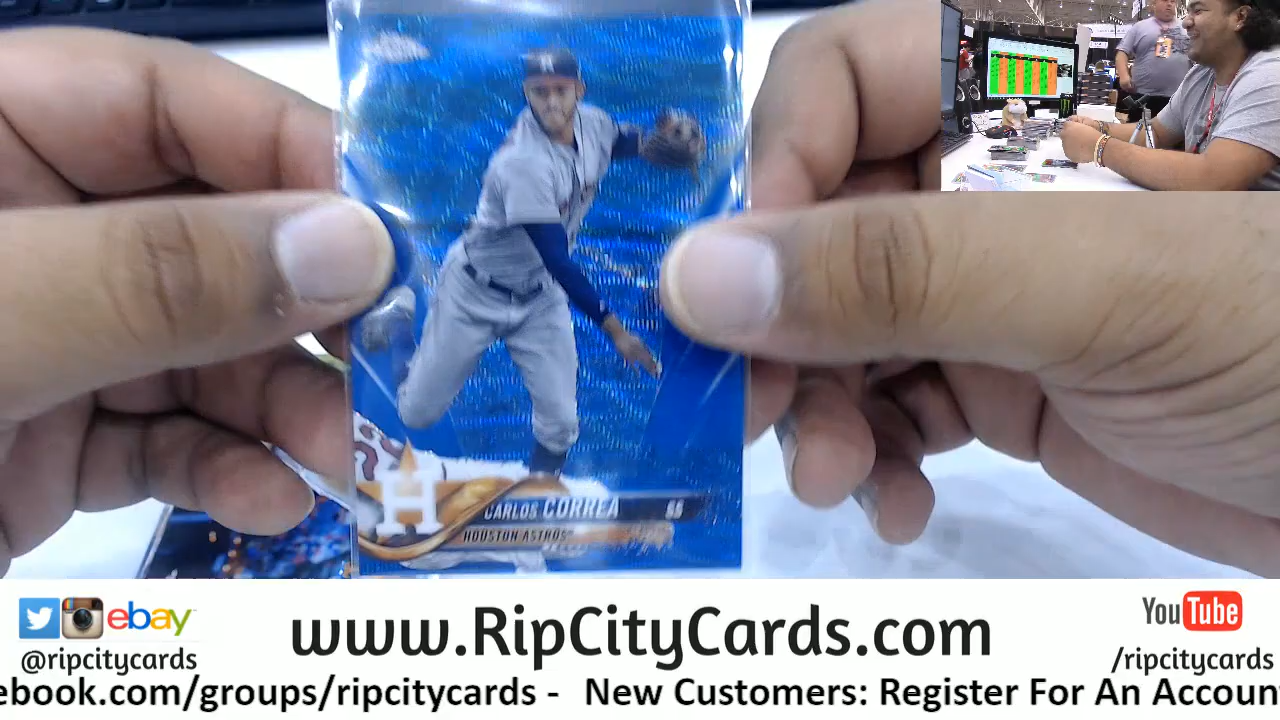 CARLOS CORREA SS
HOUSTON ASTROS
H
ebay
@ripcitycards
www.RipCityCards.com
YouTube
/ripcitycards
ebook.com/groups/ripcitycards - New Customers: Register For An Accoun